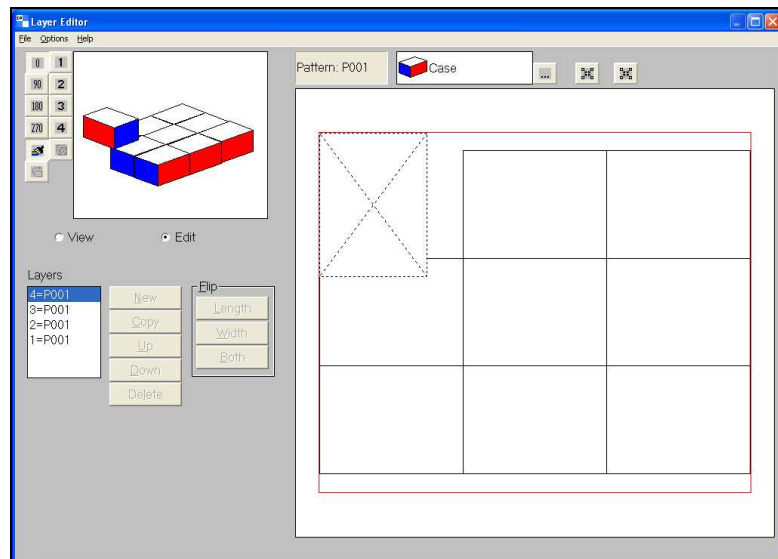 Layer Editor
File Options Help
0 1
90 2
180 3
270 4
Pattern: P001
Case
...
View
Edit
Layers
4=P001
3=P001
2=P001
1=P001
New
Copy
Up
Down
Delete
Flip
Length
Width
Both